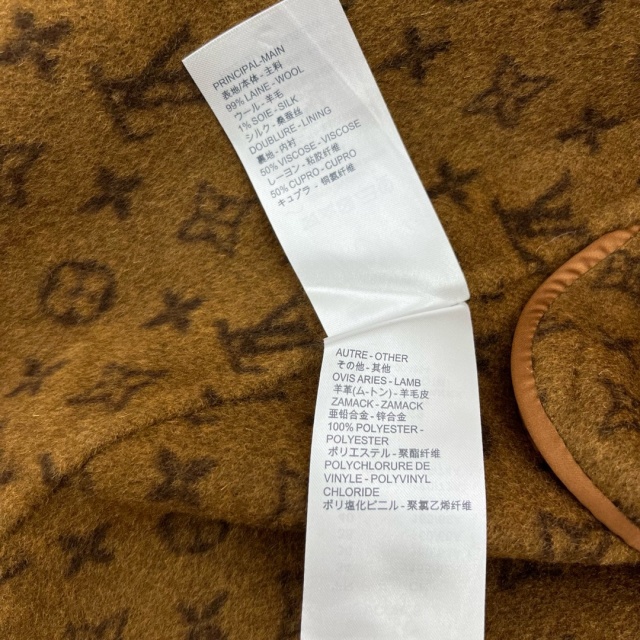 PRINCIPAL-MAIN
表地/本体 - 主料
99% LAINE - WOOL
ウール - 羊毛
1% SOIE - SILK
シルク - 桑蚕丝
DOUBLURE - LINING
裏地 - 内衬
50% VISCOSE - VISCOSE
レーヨン - 粘胶纤维
50% CUPRO - CUPRO
キュプラ - 铜氨纤维
AUTRE - OTHER
その他 - 其他
OVIS ARIES - LAMB
羊革(ムートン) - 羊毛皮
ZAMACK - ZAMACK
亜鉛合金 - 锌合金
100% POLYESTER -
POLYESTER
ポリエステル - 聚酯纤维
POLYCHLORURE DE
VINYLE - POLYVINYL
CHLORIDE
ポリ塩化ビニル - 聚氯乙烯纤维